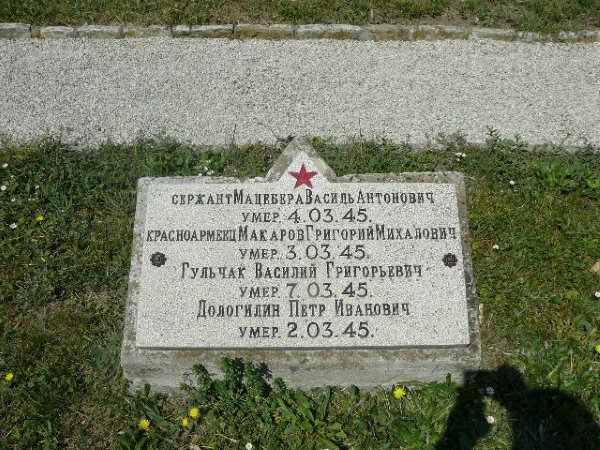 СЕРЖАНТ МАЦЕБЕРА ВАСИЛЬ АНТОНОВИЧ
УМЕР. 4.03.45.
КРАСНОАРМЕЕЦ МАКАРОВ ГРИГОРИЙ МИХАЛОВИЧ
УМЕР. 3.03.45.
ГУЛЬЧАК ВАСИЛИЙ ГРИГОРЬЕВИЧ
УМЕР. 7.03.45.
ДОЛОГИЛИН ПЕТР ИВАНОВИЧ
УМЕР. 2.03.45.